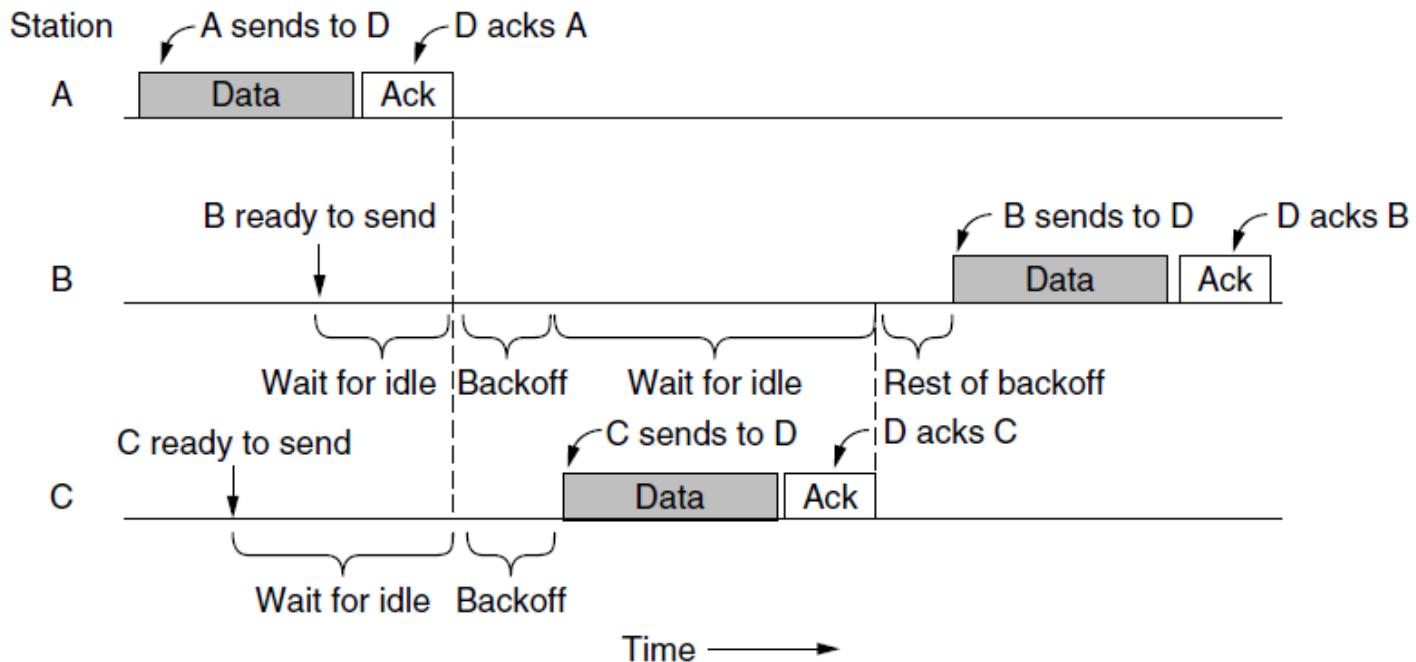 Station
A sends to D
D acks A
A
Data
Ack
B ready to send
B sends to D
D acks B
B
Data
Ack
Wait for idle
Backoff
Wait for idle
Rest of backoff
C ready to send
C sends to D
D acks C
C
Data
Ack
Wait for idle
Backoff
Time